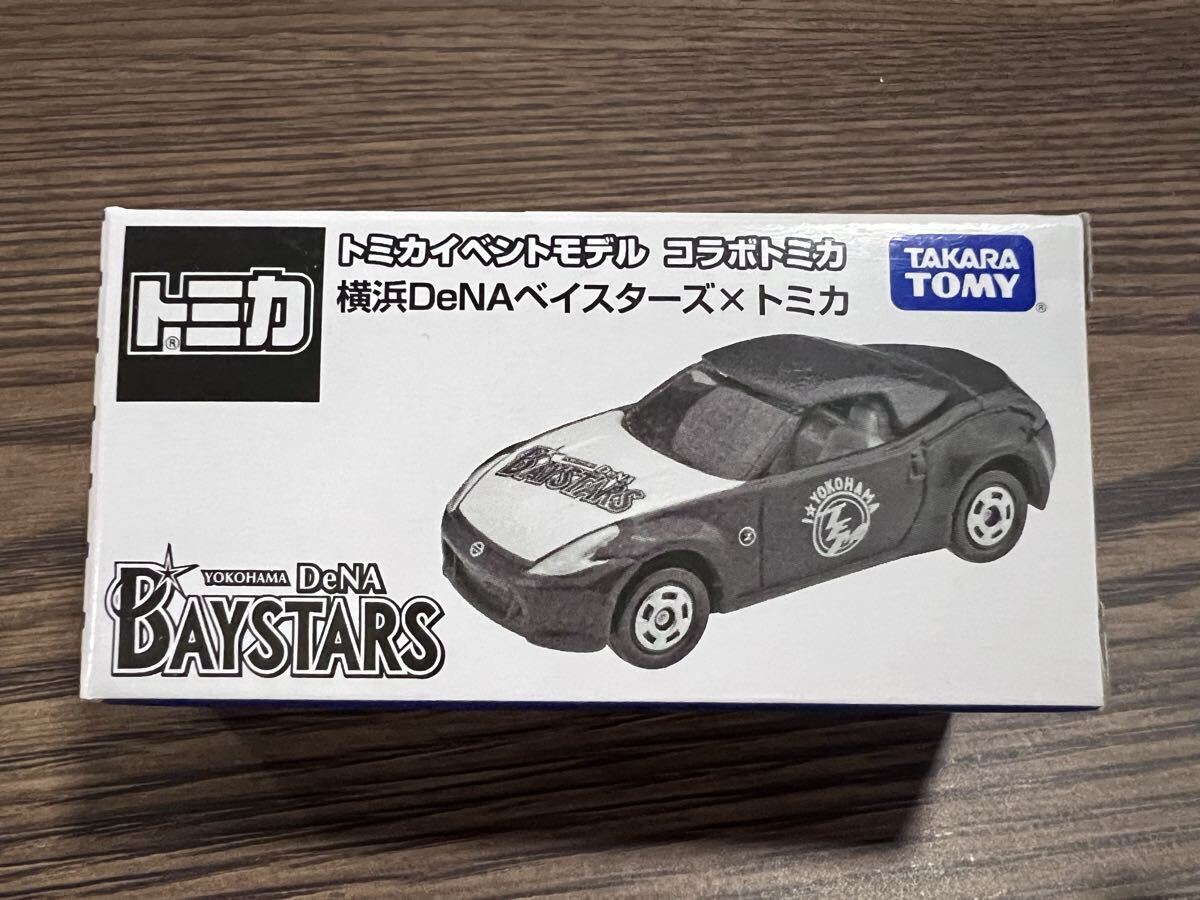 トミカ®
トミカイベントモデル コラボトミカ
横浜DeNAベイスターズ×トミカ
TAKARA
TOMY®
DeNA
BAYSTARS
I☆YOKOHAMA
Z
YOKOHAMA DeNA
BAYSTARS